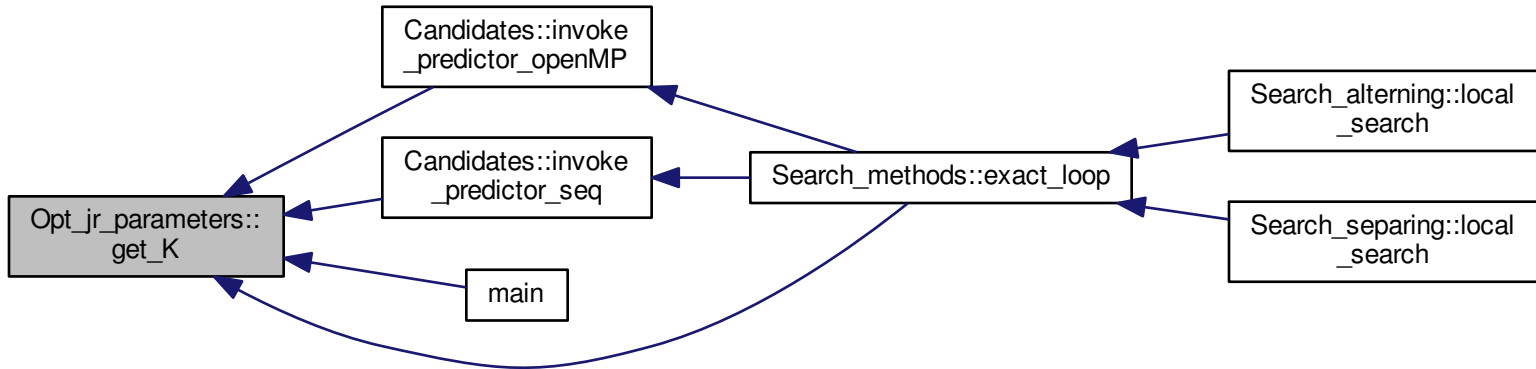 Candidates::invoke
_predictor_openMP
Search_alterning::local
_search
Candidates::invoke
_predictor_seq
Search_methods::exact_loop
Opt_jr_parameters::
get_K
Search_separing::local
_search
main